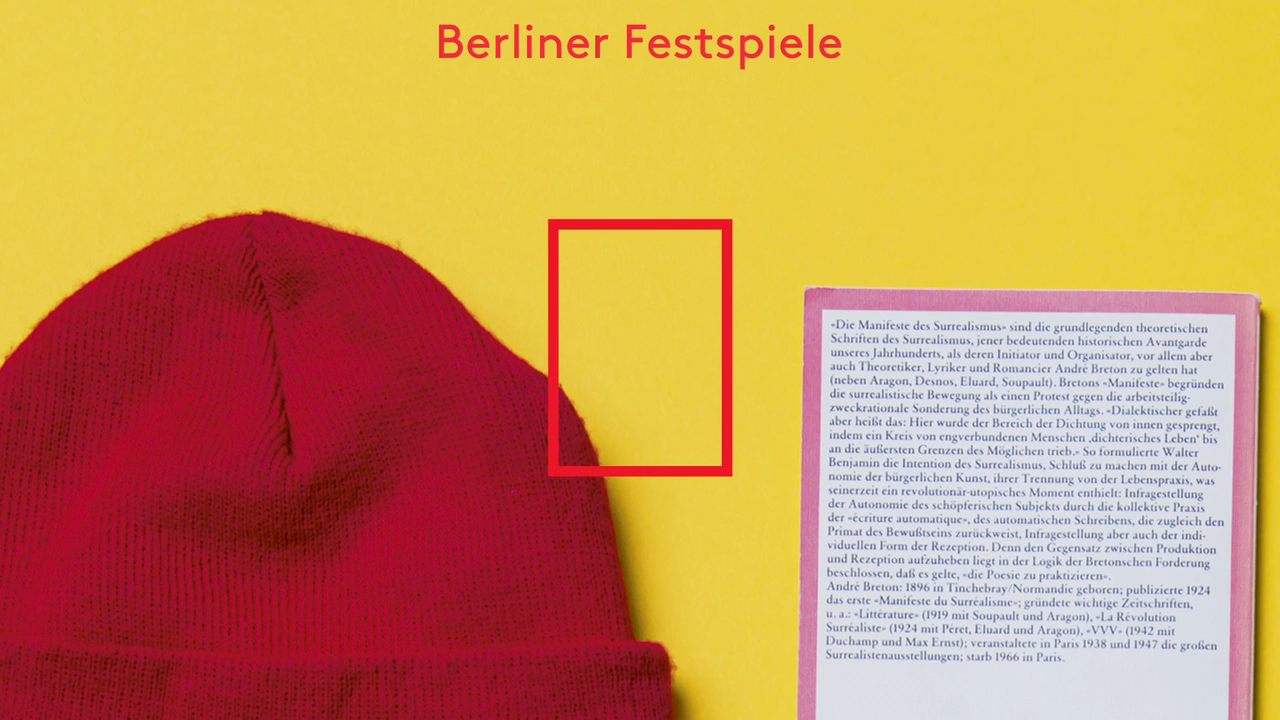 Berliner Festspiele
«Die Manifeste des Surrealismus» sind die grundlegenden theoretischen
Schriften des Surrealismus, jener bedeutenden historischen Avantgarde
unseres Jahrhunderts, als deren Initiator und Organisator, vor allem aber
auch Theoretiker, Lyriker und Romancier André Breton zu gelten hat
(neben Aragon, Desnos, Eluard, Soupault). Bretons «Manifeste» begründen
die surrealistische Bewegung als einen Protest gegen die arbeitsteilig-
zweckrationale Sonderung des bürgerlichen Alltags. «Dialektischer gefaßt
aber heißt das: Hier wurde der Bereich der Dichtung von innen gesprengt,
indem ein Kreis von engverbundenen Menschen ‚dichterisches Leben' bis
an die äußersten Grenzen des Möglichen trieb.» So formulierte Walter
Benjamin die Intention des Surrealismus, Schluß zu machen mit der Auto-
nomie der bürgerlichen Kunst, ihrer Trennung von der Lebenspraxis, was
seinerzeit ein revolutionär-utopisches Moment enthielt: Infragestellung
der Autonomie des schöpferischen Subjekts durch die kollektive Praxis
der «écriture automatique», des automatischen Schreibens, die zugleich den
Primat des Bewußtseins zurückweist, Infragestellung aber auch der indi-
viduellen Form der Rezeption. Denn den Gegensatz zwischen Produktion
und Rezeption aufzuheben liegt in der Logik der Bretonschen Forderung
beschlossen, daß es gelte, «die Poesie zu praktizieren».
André Breton: 1896 in Tinchebray/Normandie geboren; publizierte 1924
das erste «Manifeste du Surréalisme»; gründete wichtige Zeitschriften,
u. a.: «Littérature» (1919 mit Soupault und Aragon), «La Révolution
Surréaliste» (1924 mit Péret, Eluard und Aragon), «VVV» (1942 mit
Duchamp und Max Ernst); veranstaltete in Paris 1938 und 1947 die großen
Surrealistenausstellungen; starb 1966 in Paris.